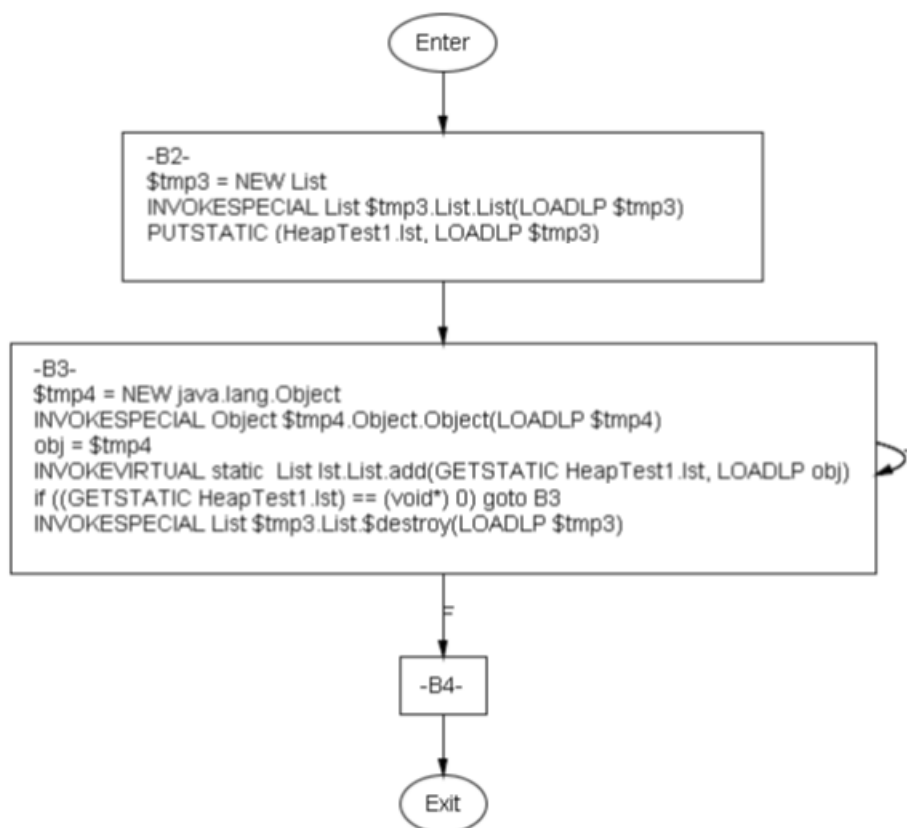 Enter
-B2-
$tmp3 = NEW List
INVOKESPECIAL List $tmp3.List.List(LOADLP $tmp3)
PUTSTATIC (HeapTest1.lst, LOADLP $tmp3)
-B3-
$tmp4 = NEW java.lang.Object
INVOKESPECIAL Object $tmp4.Object.Object(LOADLP $tmp4)
obj = $tmp4
INVOKEVIRTUAL static  List lst.List.add(GETSTATIC HeapTest1.lst, LOADLP obj)
if ((GETSTATIC HeapTest1.lst) == (void*) 0) goto B3
INVOKESPECIAL List $tmp3.List.$destroy(LOADLP $tmp3)
F
-B4-
Exit